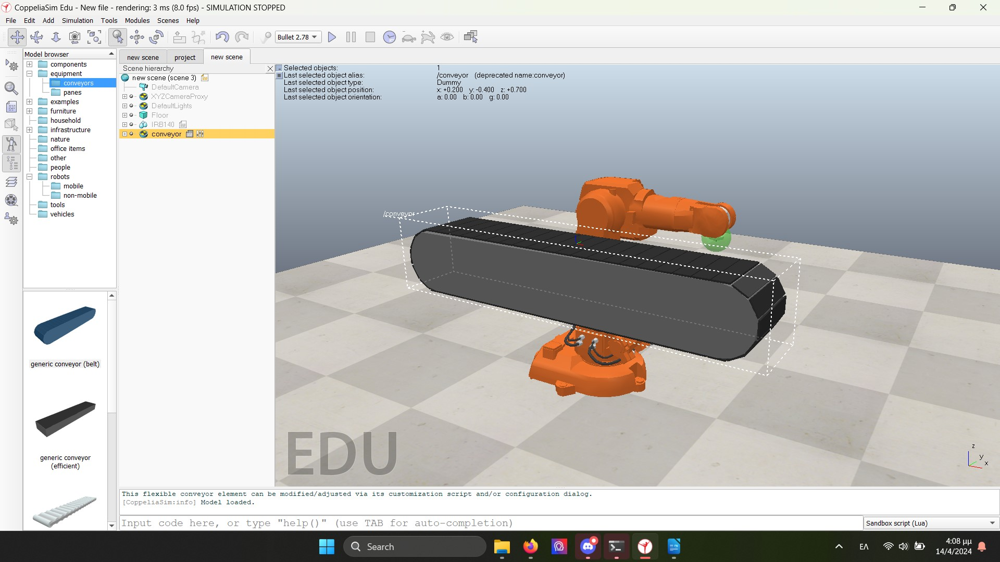 CoppeliaSim Edu - New file - rendering: 3 ms (8.0 fps) - SIMULATION STOPPED
File Edit Add Simulation Tools Modules Scenes Help
Bullet 2.78
Model browser
components
equipment
conveyors
panes
examples
furniture
household
infrastructure
nature
office items
other
people
robots
mobile
non-mobile
tools
vehicles
generic conveyor (belt)
generic conveyor
(efficient)
new scene project new scene
Scene hierarchy
new scene (scene 3)
DefaultCamera
XYZCameraProxy
DefaultLights
Floor
IRB140
conveyor
Selected objects: 1
Last selected object alias: /conveyor (deprecated name:conveyor)
Last selected object type: Dummy
Last selected object position: x: +0.200 y: -0.400 z: +0.700
Last selected object orientation: a: 0.00 b: 0.00 g: 0.00
/conveyor
EDU
z
y
x
This flexible conveyor element can be modified/adjusted via its customization script and/or configuration dialog.
[CoppeliaSim:info] Model loaded.
Input code here, or type "help()" (use TAB for auto-completion)
Sandbox script (Lua)
Search
ΕΛ
4:08 μμ
14/4/2024